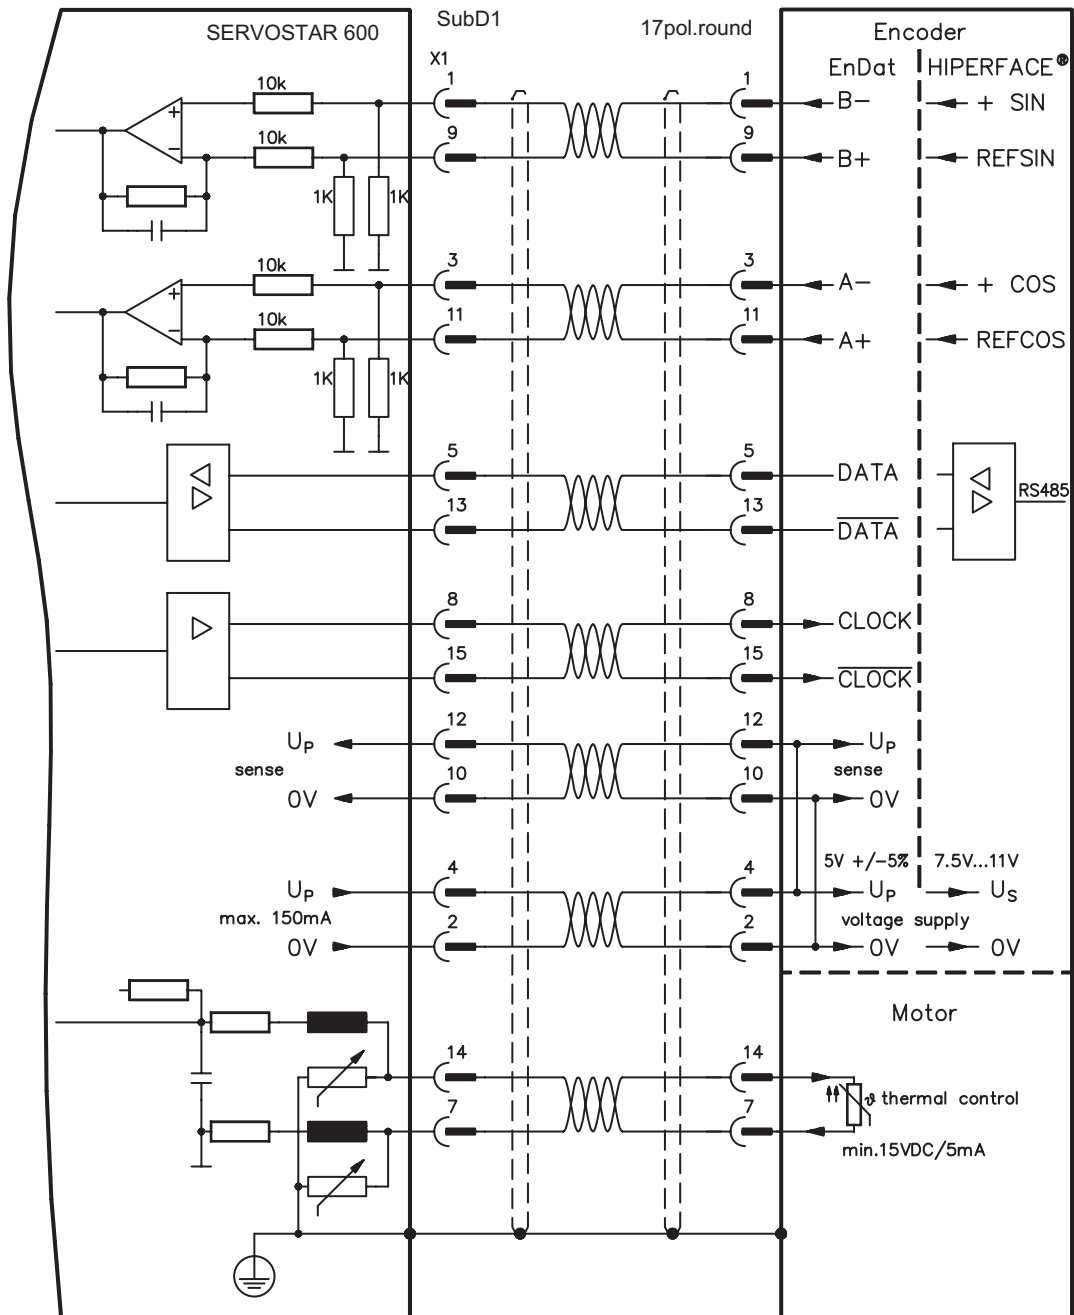 SERVOSTAR 600 SubD1 17pol.round Encoder
X1 EnDat HIPERFACE®
10k 1 1 B− + SIN
10k 9 9 B+ REFSIN
1K 1K
10k 3 3 A− + COS
10k 11 11 A+ REFCOS
1K 1K
5 5 DATA
13 13 DATA RS485
8 8 CLOCK
15 15 CLOCK
UP 12 12 UP
sense sense
0V 10 10 0V
5V +/−5% 7.5V...11V
UP 4 4 UP US
max. 150mA voltage supply
0V 2 2 0V 0V
Motor
14 14
ϑ thermal control
7 7
min.15VDC/5mA